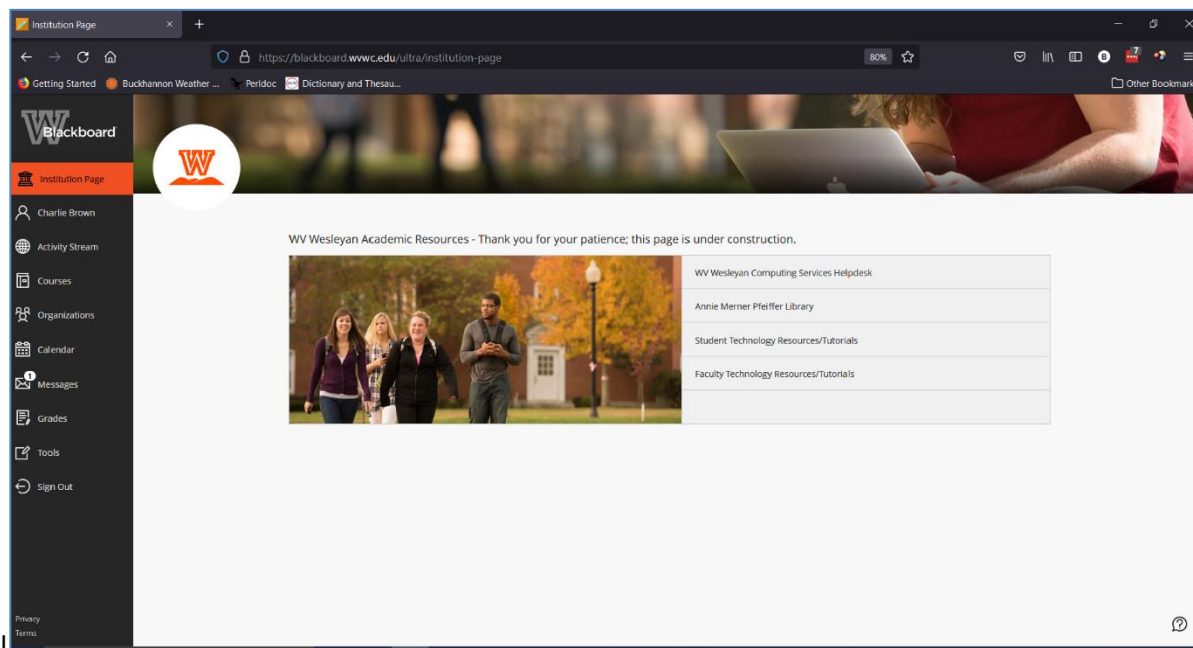 Institution Page
80%
https://blackboard.wvwc.edu/ultra/institution-page
7
Getting Started
Buckhannon Weather ...
Perldoc
Dictionary and Thesau...
Other Bookmark
W
Blackboard
W
Institution Page
Charlie Brown
Activity Stream
Courses
Organizations
Calendar
1
Messages
Grades
Tools
Sign Out
Privacy
Terms
WV Wesleyan Academic Resources - Thank you for your patience; this page is under construction.
WV Wesleyan Computing Services Helpdesk
Annie Merner Pfeiffer Library
Student Technology Resources/Tutorials
Faculty Technology Resources/Tutorials